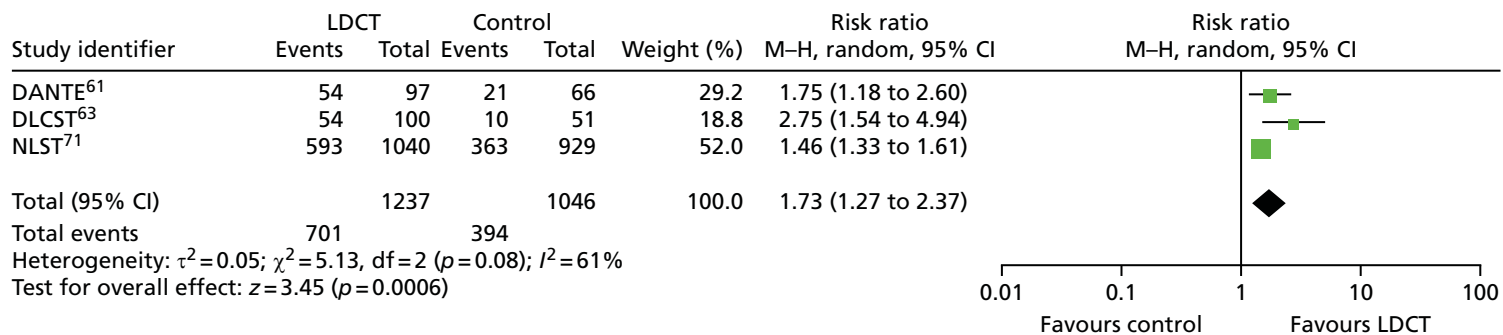 LDCT Control Risk ratio Risk ratio
Study identifier Events Total Events Total Weight (%) M–H, random, 95% CI M–H, random, 95% CI
DANTE⁶¹ 54 97 21 66 29.2 1.75 (1.18 to 2.60)
DLCST⁶³ 54 100 10 51 18.8 2.75 (1.54 to 4.94)
NLST⁷¹ 593 1040 363 929 52.0 1.46 (1.33 to 1.61)
Total (95% CI) 1237 1046 100.0 1.73 (1.27 to 2.37)
Total events 701 394
Heterogeneity: τ²=0.05; χ²=5.13, df=2 (p=0.08); I²=61%
Test for overall effect: z=3.45 (p=0.0006)
0.01 0.1 1 10 100
Favours control Favours LDCT